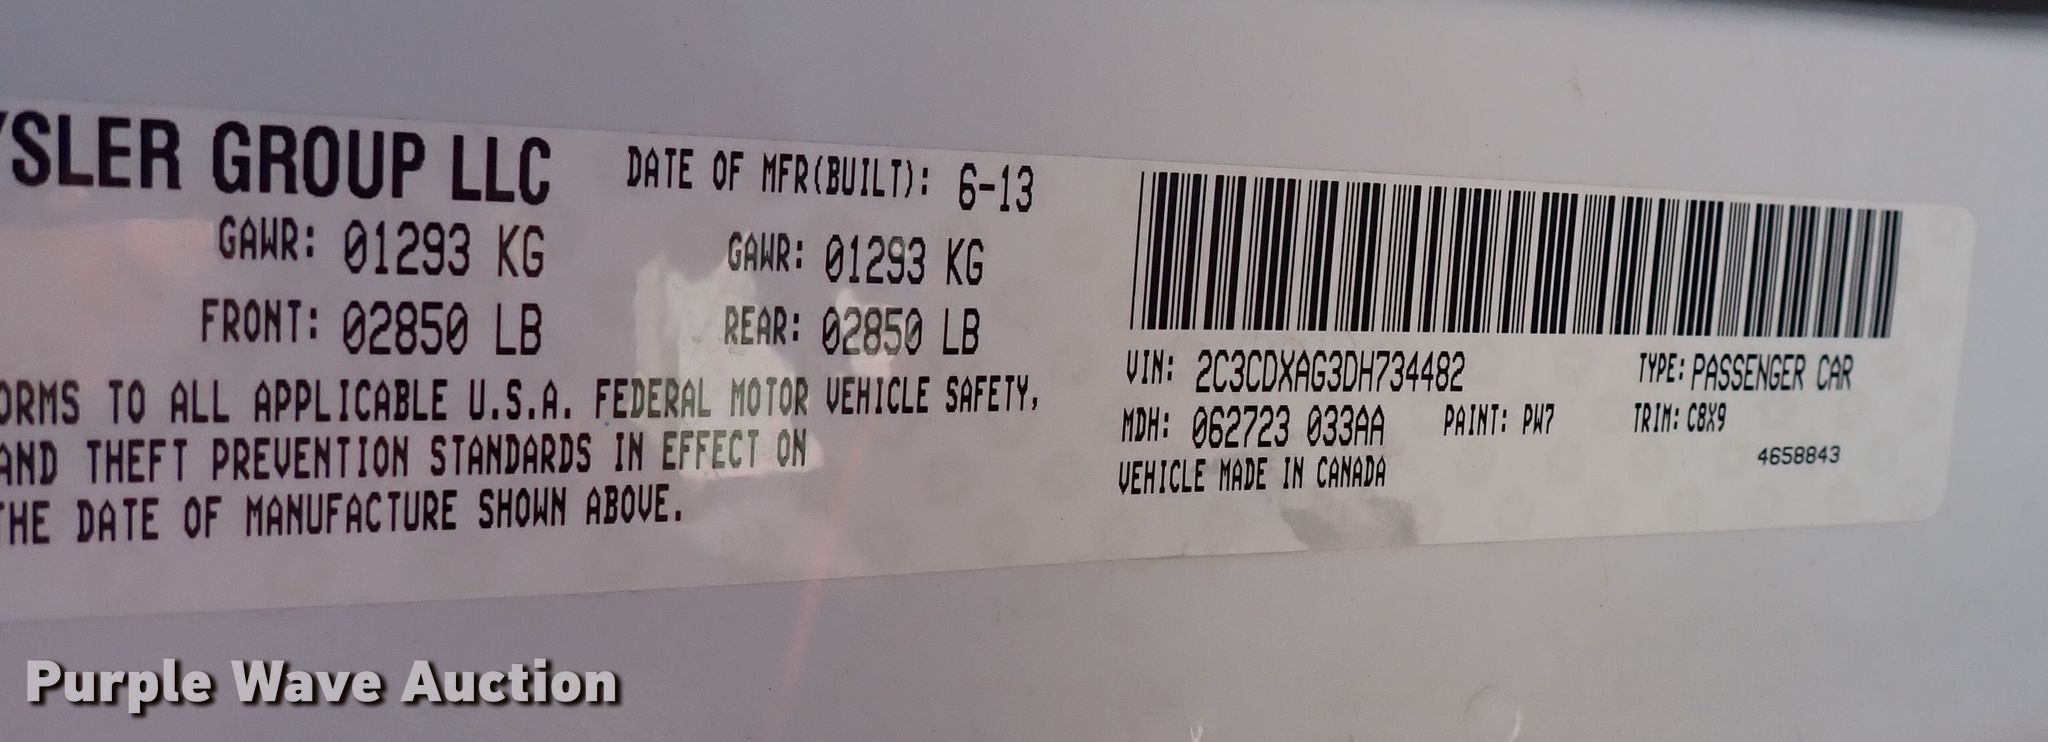 YSLER GROUP LLC DATE OF MFR(BUILT): 6-13
GAWR: 01293 KG GAWR: 01293 KG
FRONT: 02850 LB REAR: 02850 LB
ORMS TO ALL APPLICABLE U.S.A. FEDERAL MOTOR VEHICLE SAFETY,
AND THEFT PREVENTION STANDARDS IN EFFECT ON
THE DATE OF MANUFACTURE SHOWN ABOVE.
VIN: 2C3CDXAG3DH734482 TYPE: PASSENGER CAR
MDH: 062723 033AA PAINT: PW7 TRIM: C8X9
VEHICLE MADE IN CANADA 4658843
Purple Wave Auction